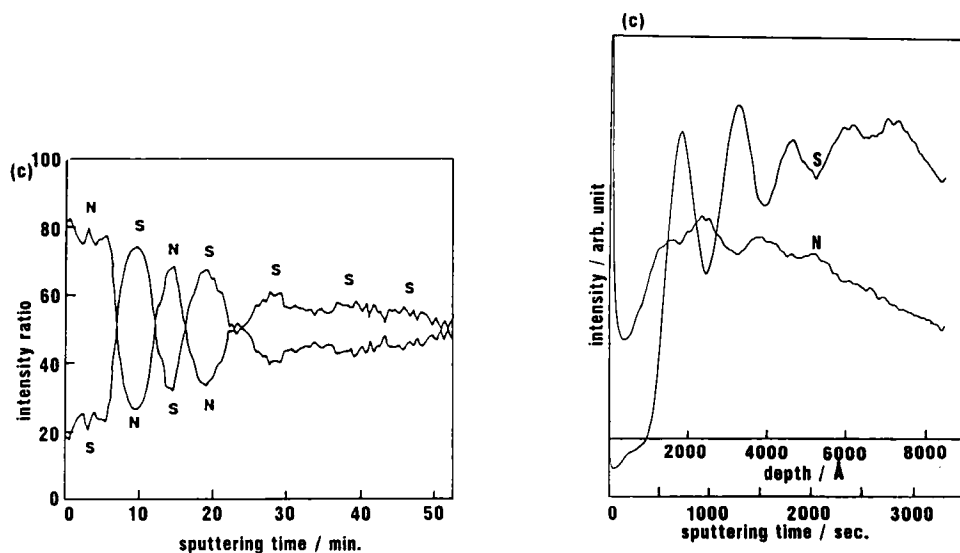 (c)
100
80
60
40
20
0
intensity ratio
N S N S S S S
S N S N
0 10 20 30 40 50
sputtering time / min.
(c)
intensity / arb. unit
S
N
2000 4000 6000 8000
depth / Å
0 1000 2000 3000
sputtering time / sec.